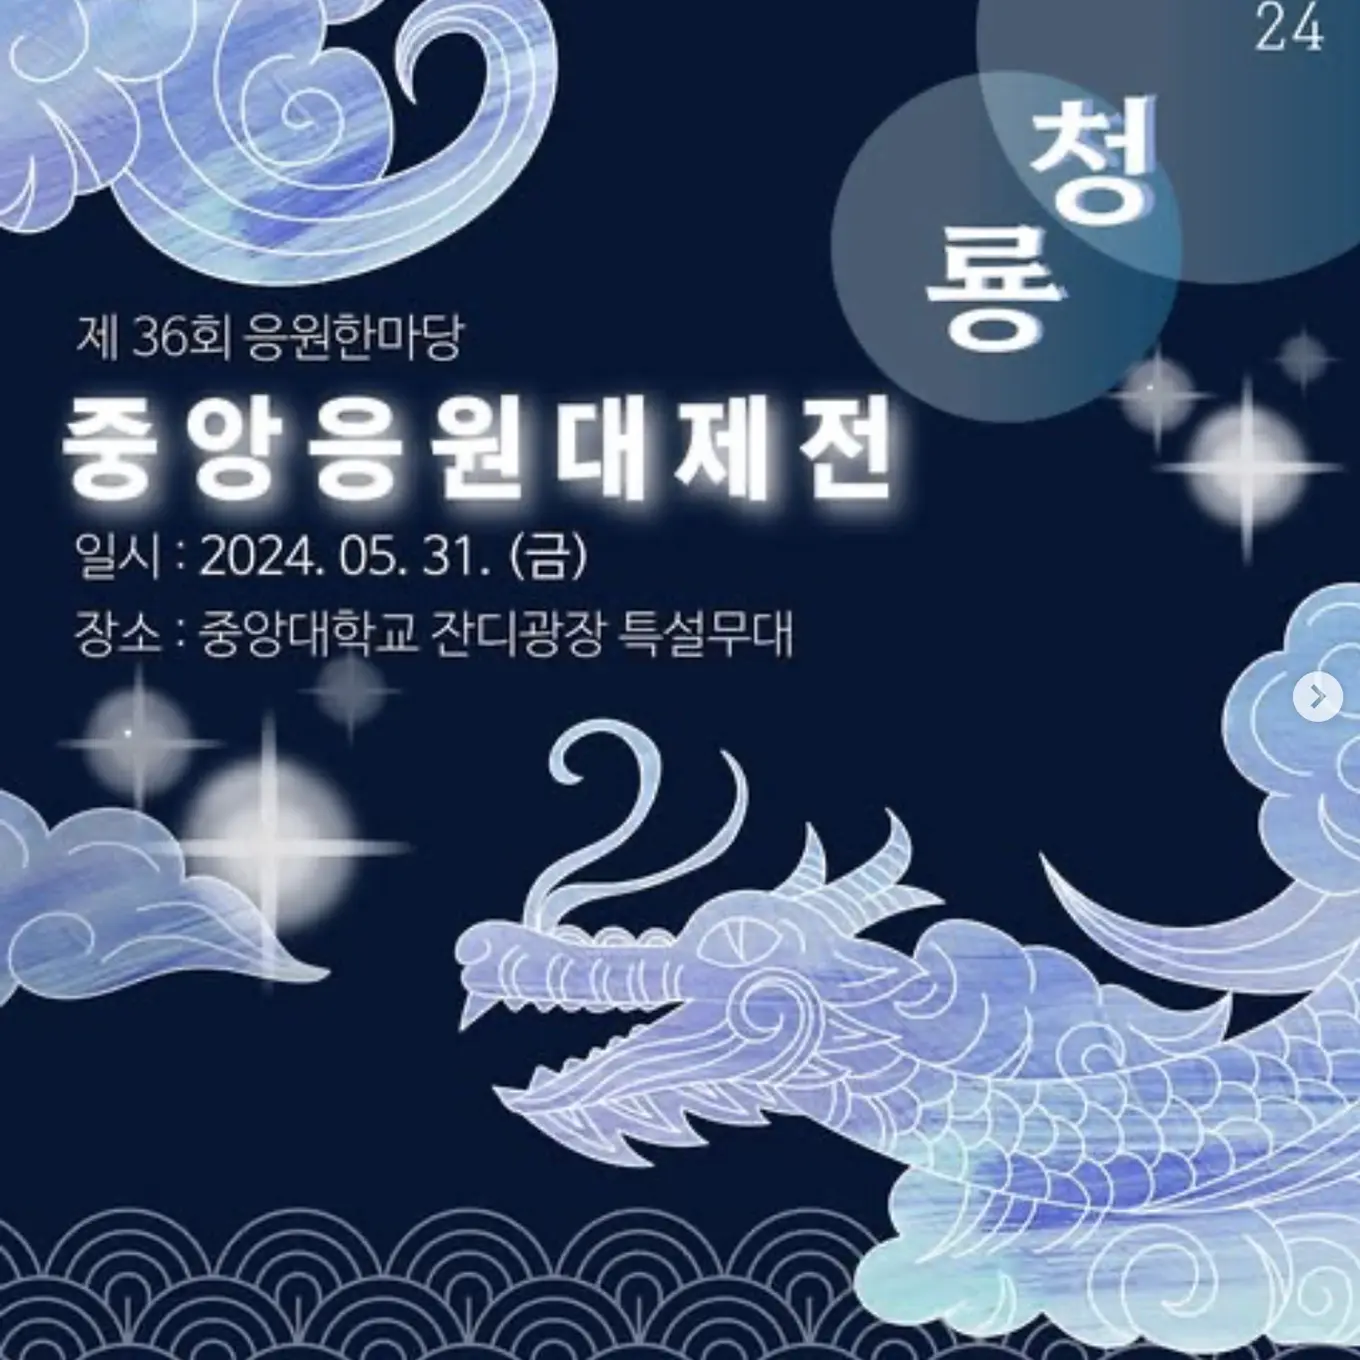 24
청
룡
제 36회 응원한마당
중앙응원대제전
일시 : 2024. 05. 31. (금)
장소 : 중앙대학교 잔디광장 특설무대